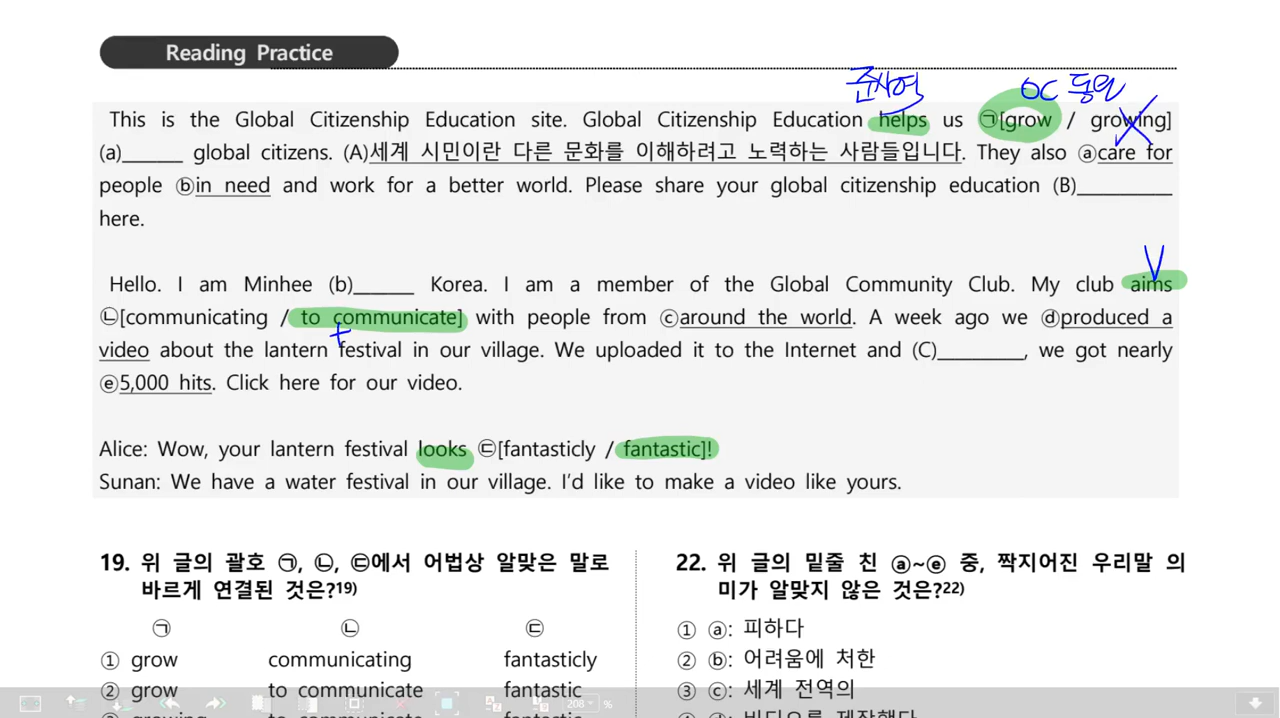 Reading Practice
준사역 OC 동원
This is the Global Citizenship Education site. Global Citizenship Education helps us ㉠[grow / growing]
(a)______ global citizens. (A)세계 시민이란 다른 문화를 이해하려고 노력하는 사람들입니다. They also ⓐcare for
people ⓑin need and work for a better world. Please share your global citizenship education (B)_________
here.
Hello. I am Minhee (b)______ Korea. I am a member of the Global Community Club. My club aims
㉡[communicating / to communicate] with people from ⓒaround the world. A week ago we ⓓproduced a
video about the lantern festival in our village. We uploaded it to the Internet and (C)________, we got nearly
ⓔ5,000 hits. Click here for our video.
Alice: Wow, your lantern festival looks ㉢[fantasticly / fantastic]!
Sunan: We have a water festival in our village. I'd like to make a video like yours.
19. 위 글의 괄호 ㉠, ㉡, ㉢에서 어법상 알맞은 말로
바르게 연결된 것은?19)
㉠ ㉡ ㉢
① grow communicating fantasticly
② grow to communicate fantastic
22. 위 글의 밑줄 친 ⓐ~ⓔ 중, 짝지어진 우리말 의
미가 알맞지 않은 것은?22)
① ⓐ: 피하다
② ⓑ: 어려움에 처한
③ ⓒ: 세계 전역의
208 %